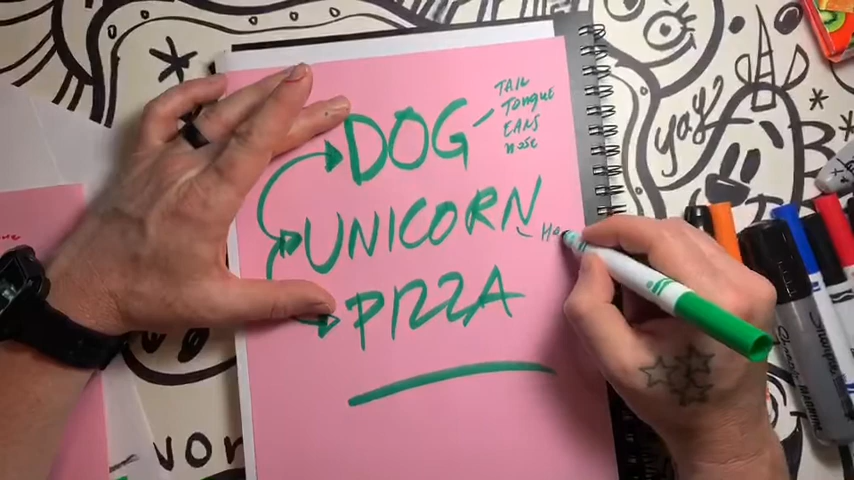 DOG
TAIL
TONGUE
EARS
NOSE
UNICORN
PIZZA